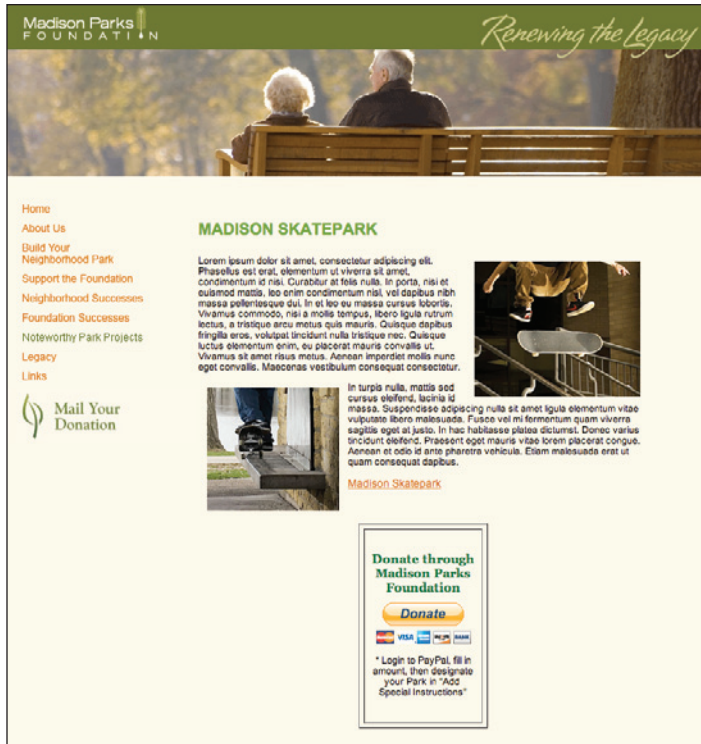 Madison Parks
FOUNDATION
Renewing the Legacy
Home
About Us
Build Your
Neighborhood Park
Support the Foundation
Neighborhood Successes
Foundation Successes
Noteworthy Park Projects
Legacy
Links
Mail Your
Donation
MADISON SKATEPARK
Lorem ipsum dolor sit amet, consectetur adipiscing elit.
Phasellus est erat, elementum ut viverra sit amet,
condimentum id nisi. Curabitur at felis nulla. In porta, nisi et
euismod mattis, leo enim condimentum nisl, vel dapibus nibh
massa pellentesque dui. In et leo eu massa cursus lobortis.
Vivamus commodo, nisi a mollis tempus, libero ligula rutrum
lectus, a tristique arcu metus quis mauris. Quisque dapibus
fringilla eros, volutpat tincidunt nulla tristique nec. Quisque
luctus elementum enim, eu placerat mauris convallis ut.
Vivamus sit amet risus metus. Aenean imperdiet mollis nunc
eget convallis. Maecenas vestibulum consequat consectetur.
In turpis nulla, mattis sed
cursus eleifend, lacinia id
massa. Suspendisse adipiscing nulla sit amet ligula elementum vitae
vulputate libero malesuada. Fusce vel mi fermentum quam viverra
sagittis eget at justo. In hac habitasse platea dictumst. Donec varius
tincidunt eleifend. Praesent eget mauris vitae lorem placerat congue.
Aenean et odio id ante pharetra vehicula. Etiam malesuada erat ut
quam consequat dapibus.
Madison Skatepark
Donate through
Madison Parks
Foundation
Donate
VISA
BANK
* Login to PayPal, fill in
amount, then designate
your Park in "Add
Special Instructions"